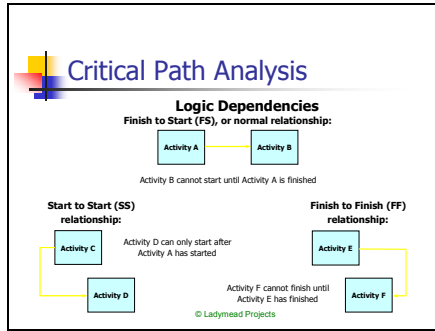 Critical Path Analysis
Logic Dependencies
Finish to Start (FS), or normal relationship:
Activity A
Activity B
Activity B cannot start until Activity A is finished
Start to Start (SS)
relationship:
Activity C
Activity D can only start after
Activity A has started
Activity D
Finish to Finish (FF)
relationship:
Activity E
Activity F cannot finish until
Activity E has finished
Activity F
© Ladymead Projects